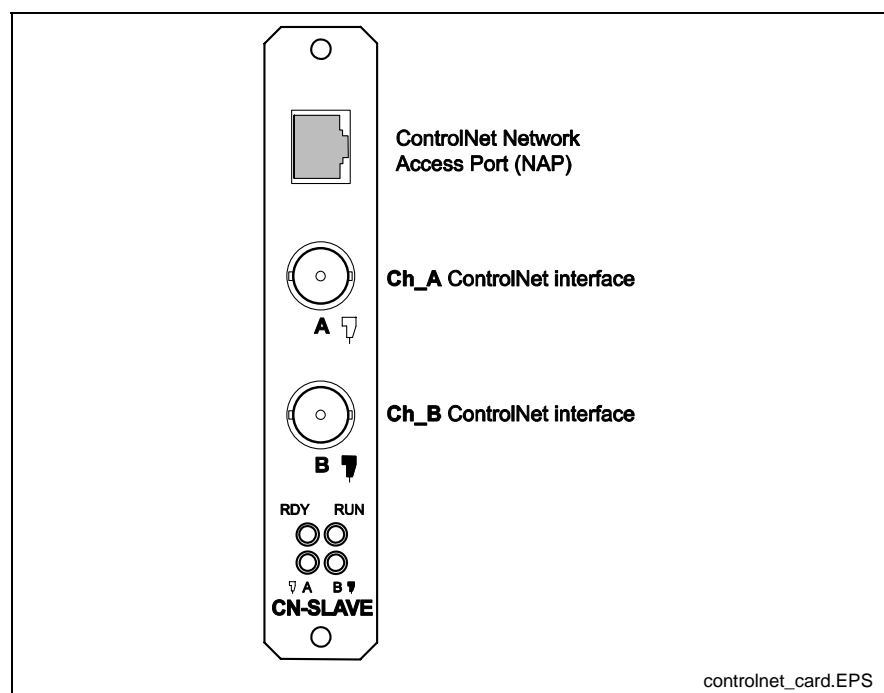 ControlNet Network
Access Port (NAP)
Ch_A ControlNet interface
A
Ch_B ControlNet interface
B
RDY RUN
A B
CN-SLAVE
controlnet_card.EPS